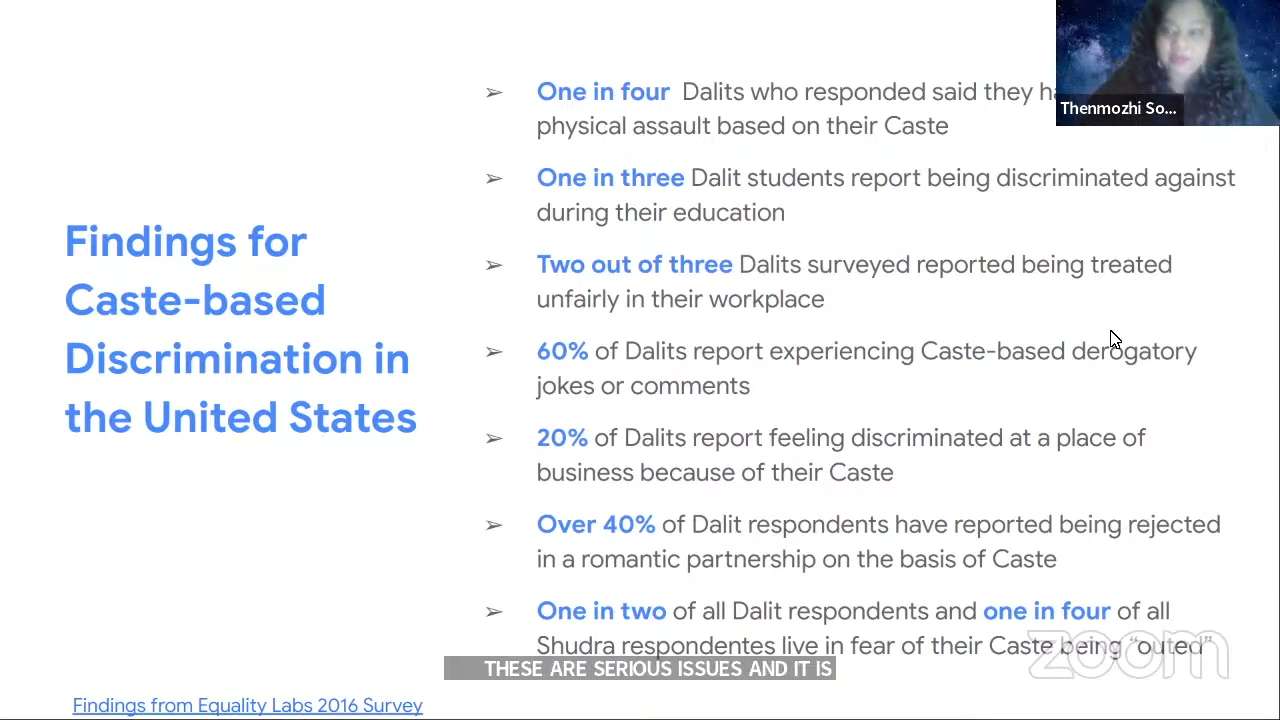 Findings for
Caste-based
Discrimination in
the United States
➢ One in four Dalits who responded said they
physical assault based on their Caste
➢ One in three Dalit students report being discriminated against
during their education
➢ Two out of three Dalits surveyed reported being treated
unfairly in their workplace
➢ 60% of Dalits report experiencing Caste-based derogatory
jokes or comments
➢ 20% of Dalits report feeling discriminated at a place of
business because of their Caste
➢ Over 40% of Dalit respondents have reported being rejected
in a romantic partnership on the basis of Caste
➢ One in two of all Dalit respondents and one in four of all
Shudra respondentes live in fear of their Caste being “outed”
Thenmozhi So...
zoom
THESE ARE SERIOUS ISSUES AND IT IS
Findings from Equality Labs 2016 Survey